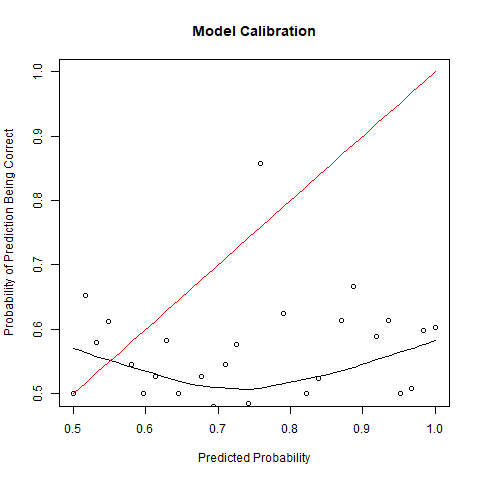 Model Calibration
Probability of Prediction Being Correct
1.0
0.9
0.8
0.7
0.6
0.5
0.5 0.6 0.7 0.8 0.9 1.0
Predicted Probability